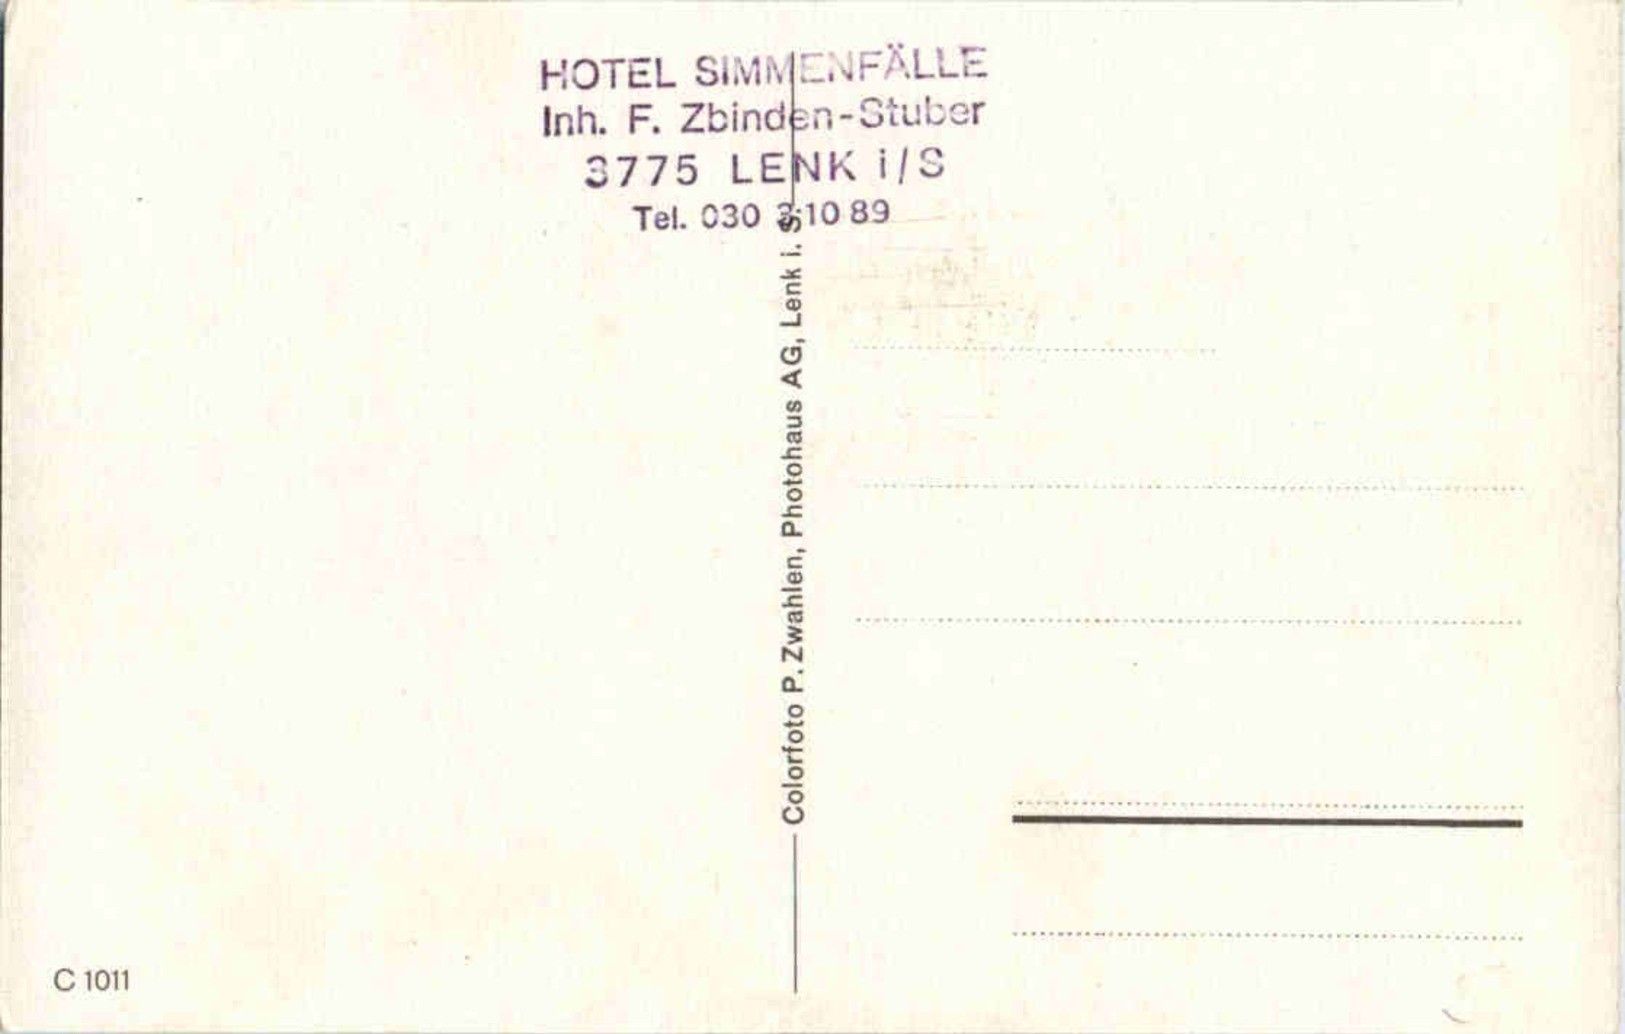 HOTEL SIMMENFÄLLE
Inh. F. Zbinden-Stuber
3775 LENK i/S
Tel. 030 3 10 89
Colorfoto P. Zwahlen, Photohaus AG, Lenk i. S.
C 1011